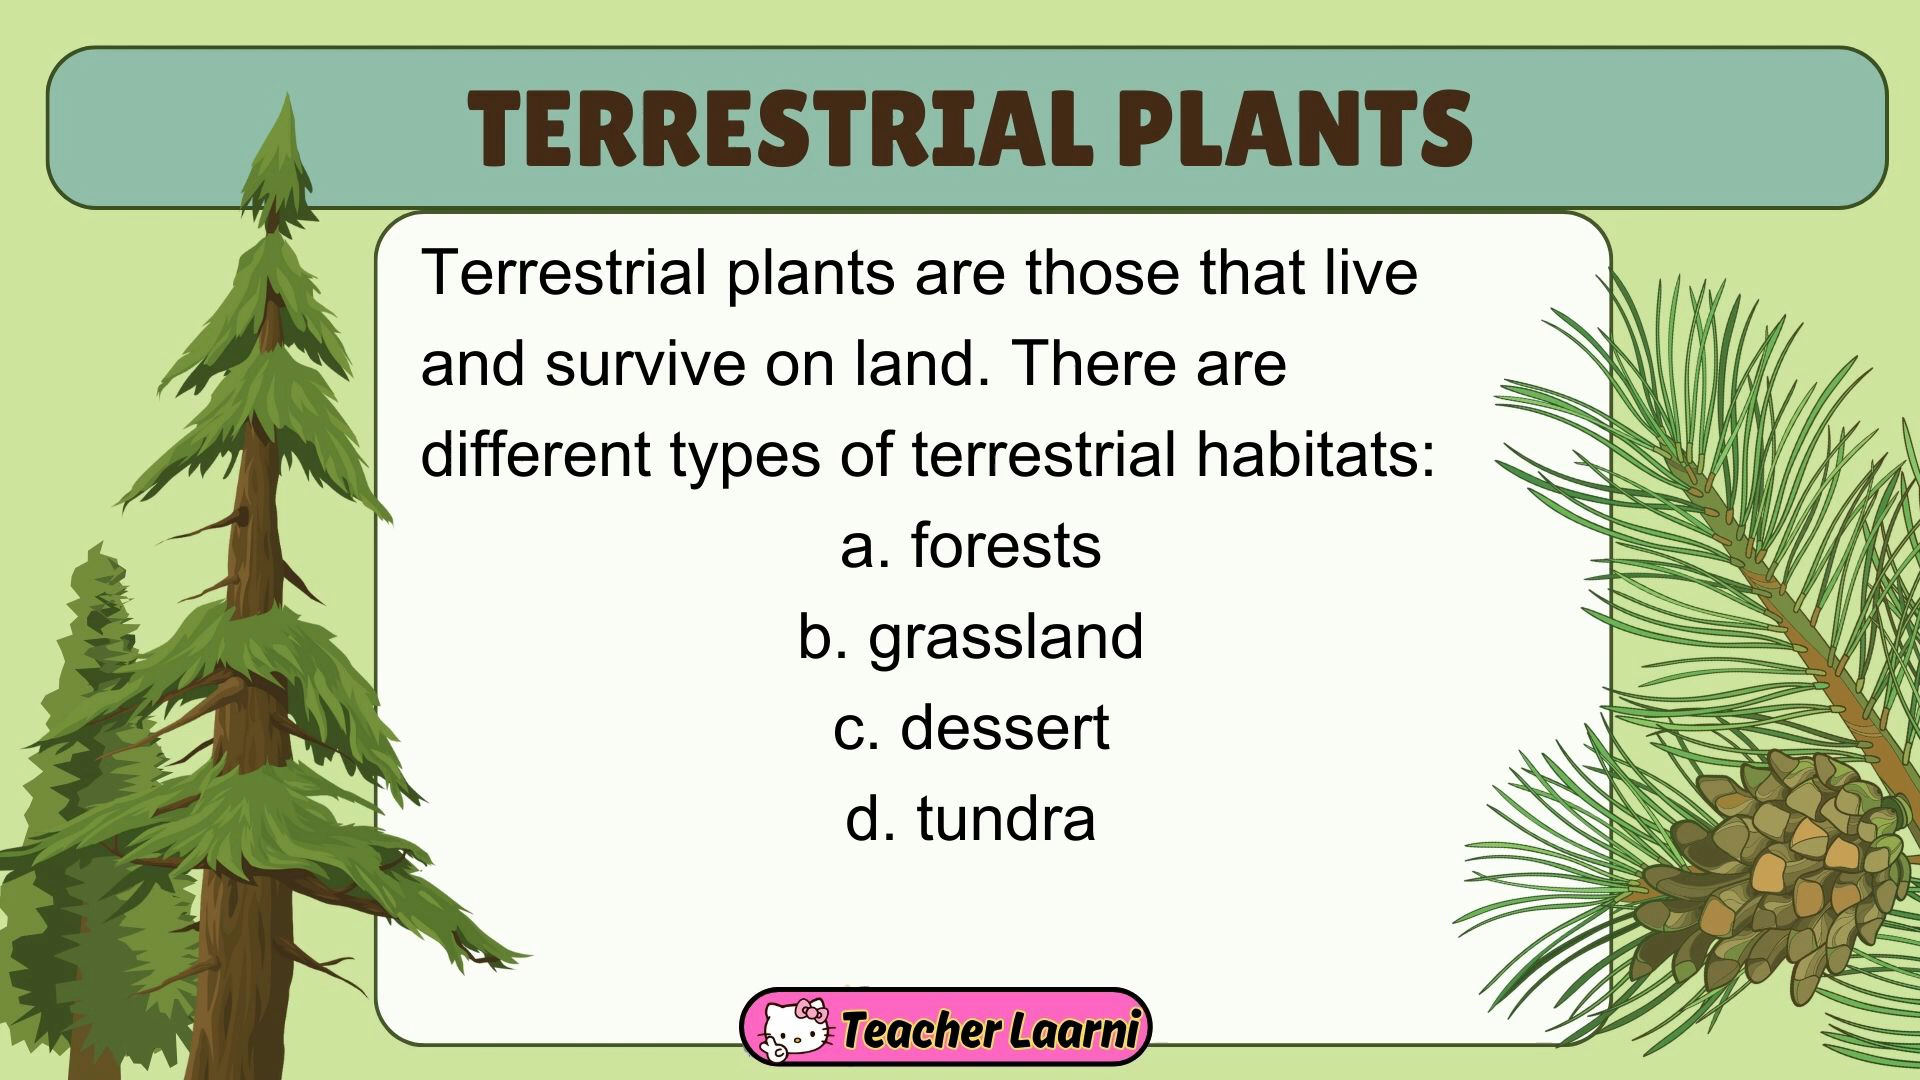 TERRESTRIAL PLANTS
Terrestrial plants are those that live
and survive on land. There are
different types of terrestrial habitats:
a. forests
b. grassland
c. dessert
d. tundra
Teacher Laarni